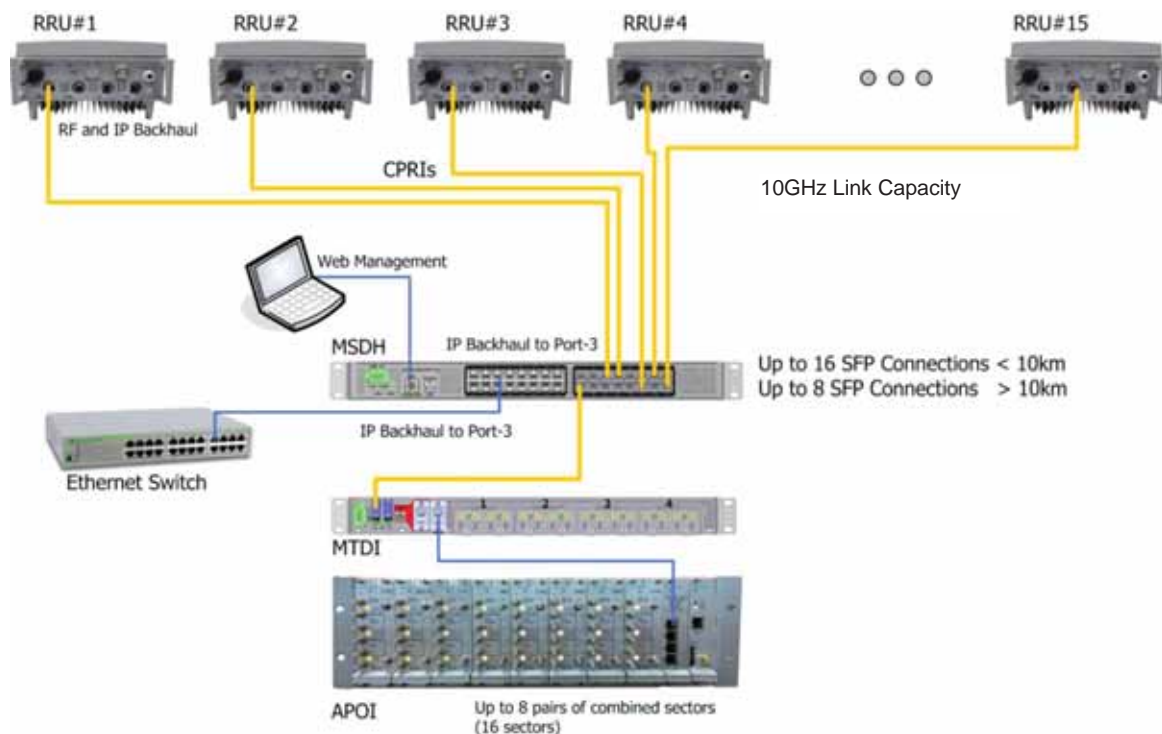 RRU#1
RRU#2
RRU#3
RRU#4
RRU#15
RF and IP Backhaul
CPRIs
10GHz Link Capacity
Web Management
MSDH
IP Backhaul to Port-3
Up to 16 SFP Connections < 10km
Up to 8 SFP Connections > 10km
IP Backhaul to Port-3
Ethernet Switch
1 2 3 4
MTDI
APOI
Up to 8 pairs of combined sectors
(16 sectors)